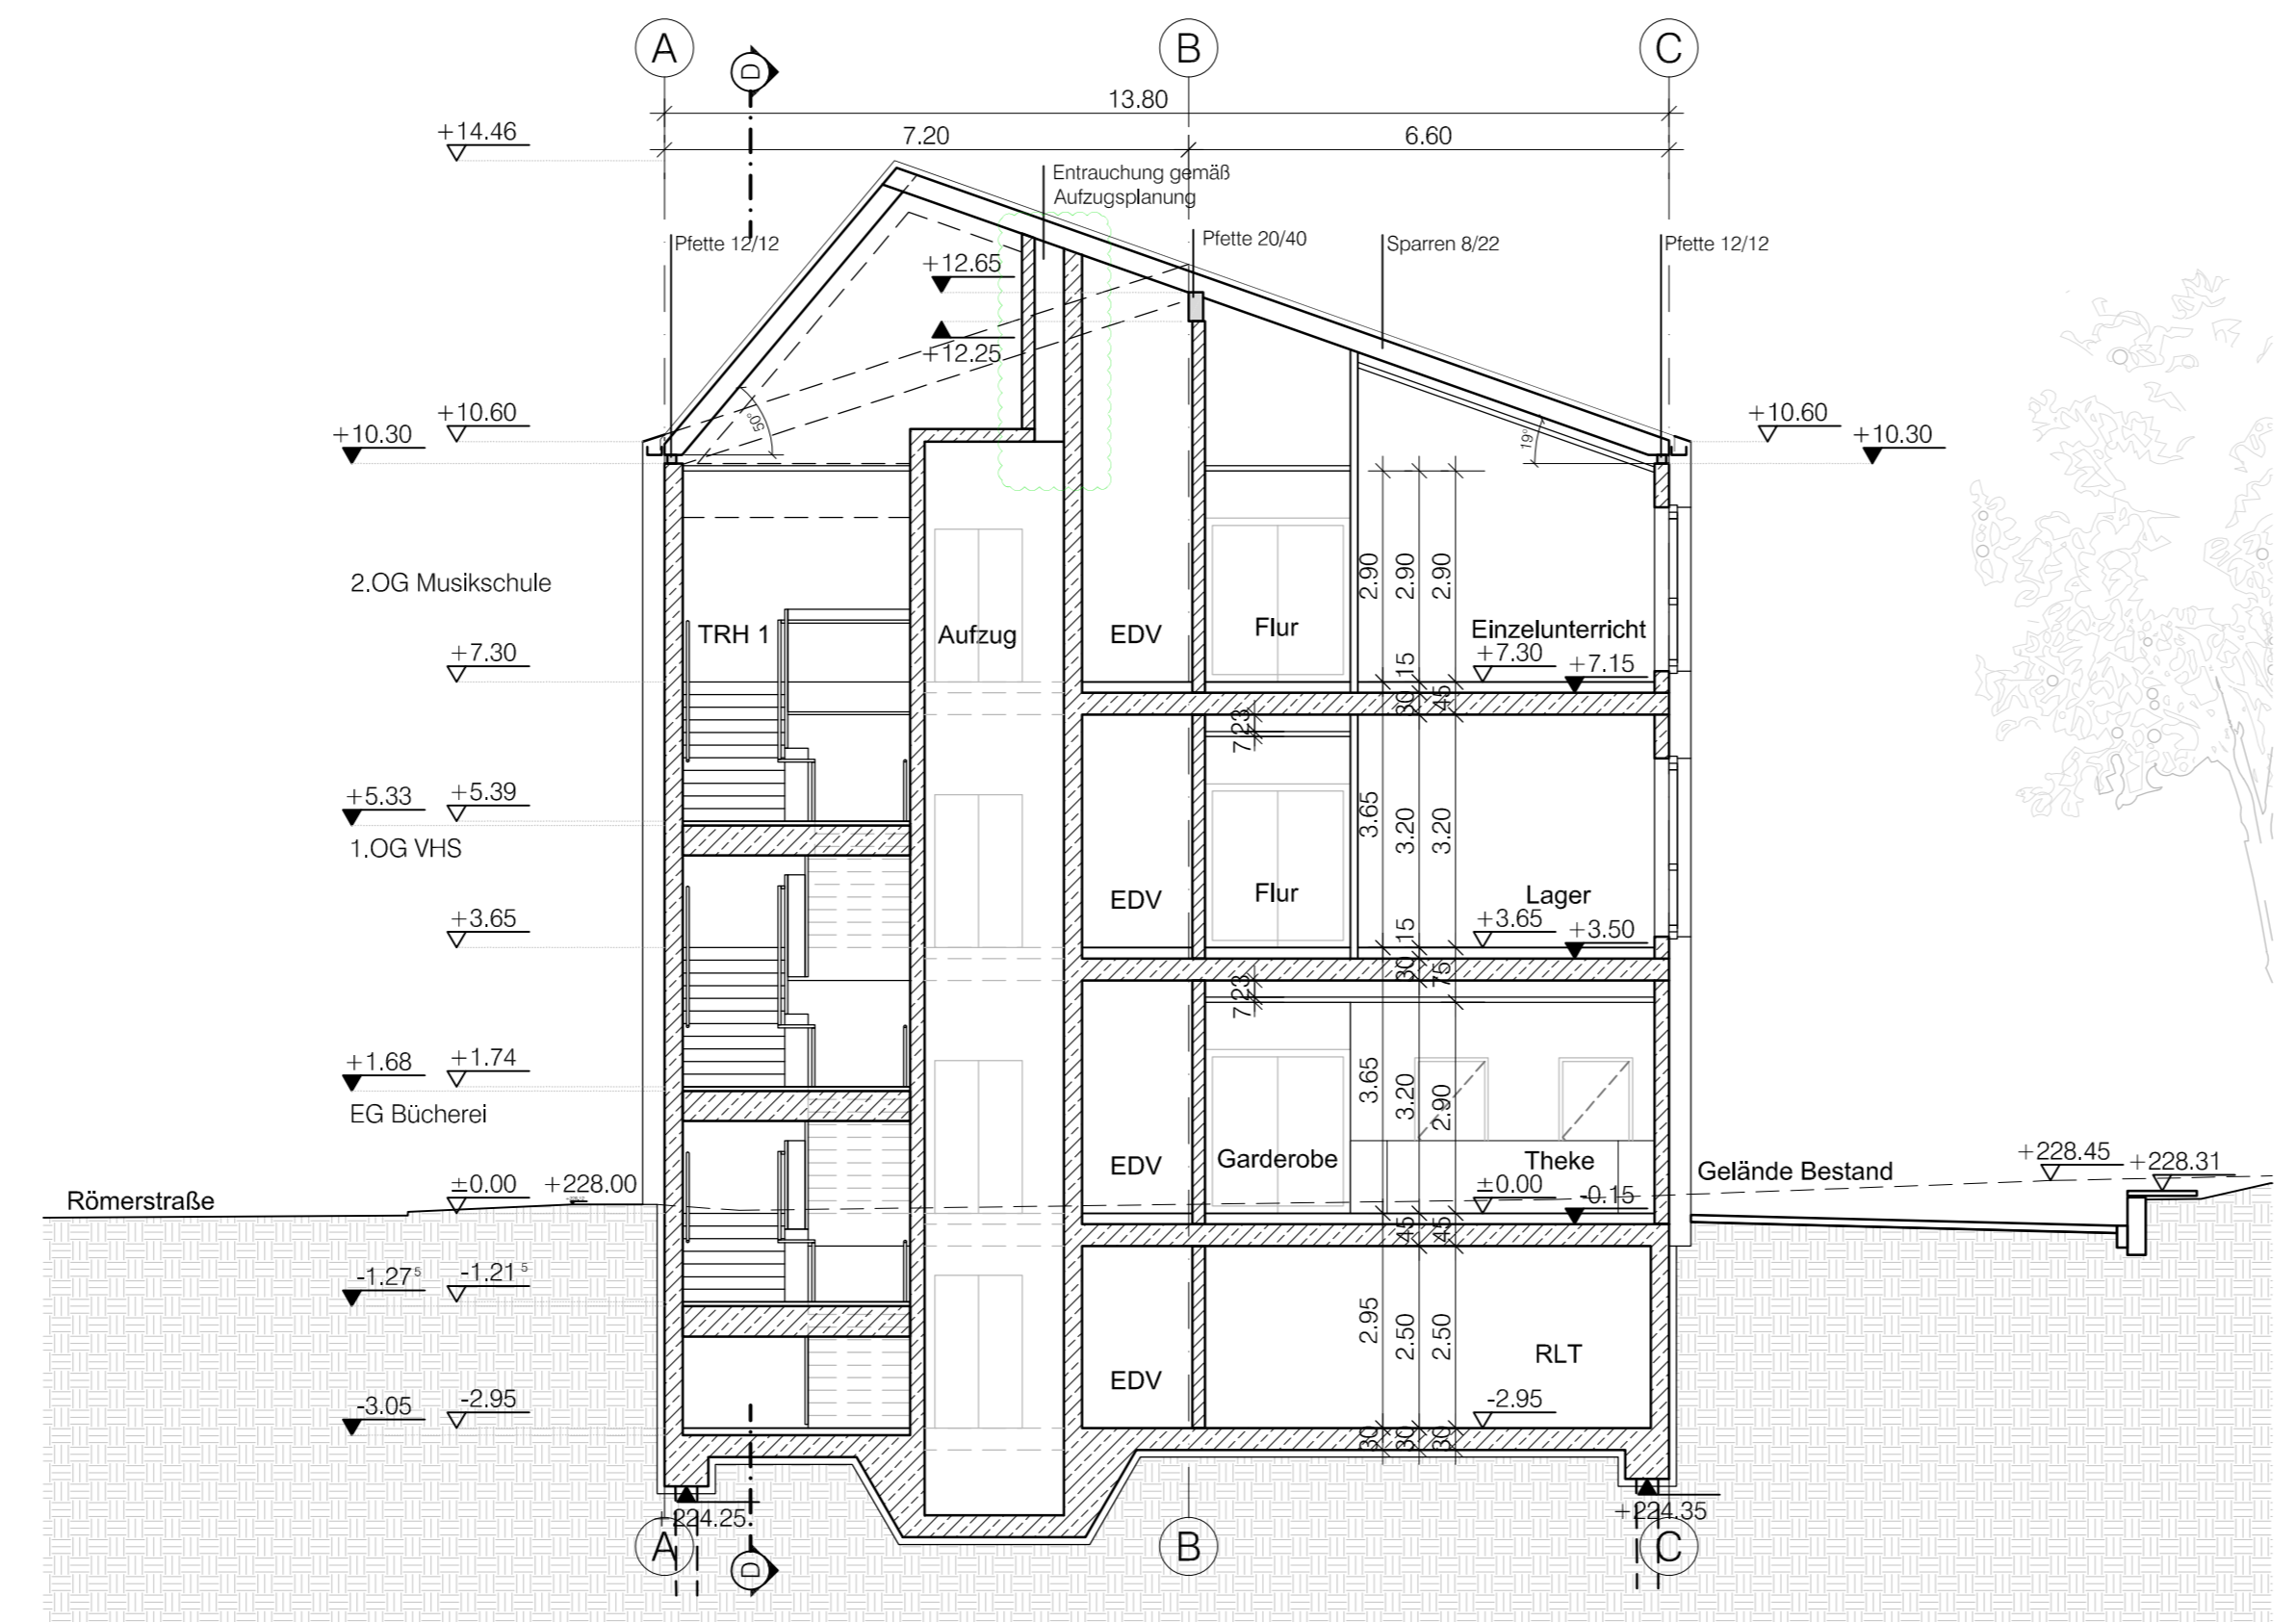 A
B
C
D
13.80
7.20
6.60
+14.46
Entrauchung gemäß
Aufzugsplanung
Pfette 12/12
Pfette 20/40
Sparren 8/22
Pfette 12/12
+12.65
+12.25
50°
19°
+10.60
+10.30
+10.60
+10.30
2.OG Musikschule
2.90
2.90
2.90
TRH 1
Aufzug
EDV
Flur
Einzelunterricht
+7.30
+7.30
+7.15
15
30
45
23
7
+5.33
+5.39
1.OG VHS
3.65
3.20
3.20
EDV
Flur
Lager
+3.65
+3.65
+3.50
15
30
75
23
7
+1.68
+1.74
EG Bücherei
3.65
3.20
2.90
EDV
Garderobe
Theke
Gelände Bestand
+228.45
+228.31
Römerstraße
±0.00
+228.00
±0.00
-0.15
45
45
-1.27⁵
-1.21⁵
2.95
2.50
2.50
EDV
RLT
-3.05
-2.95
-2.95
30
30
30
+224.25
+224.35
A
D
B
C